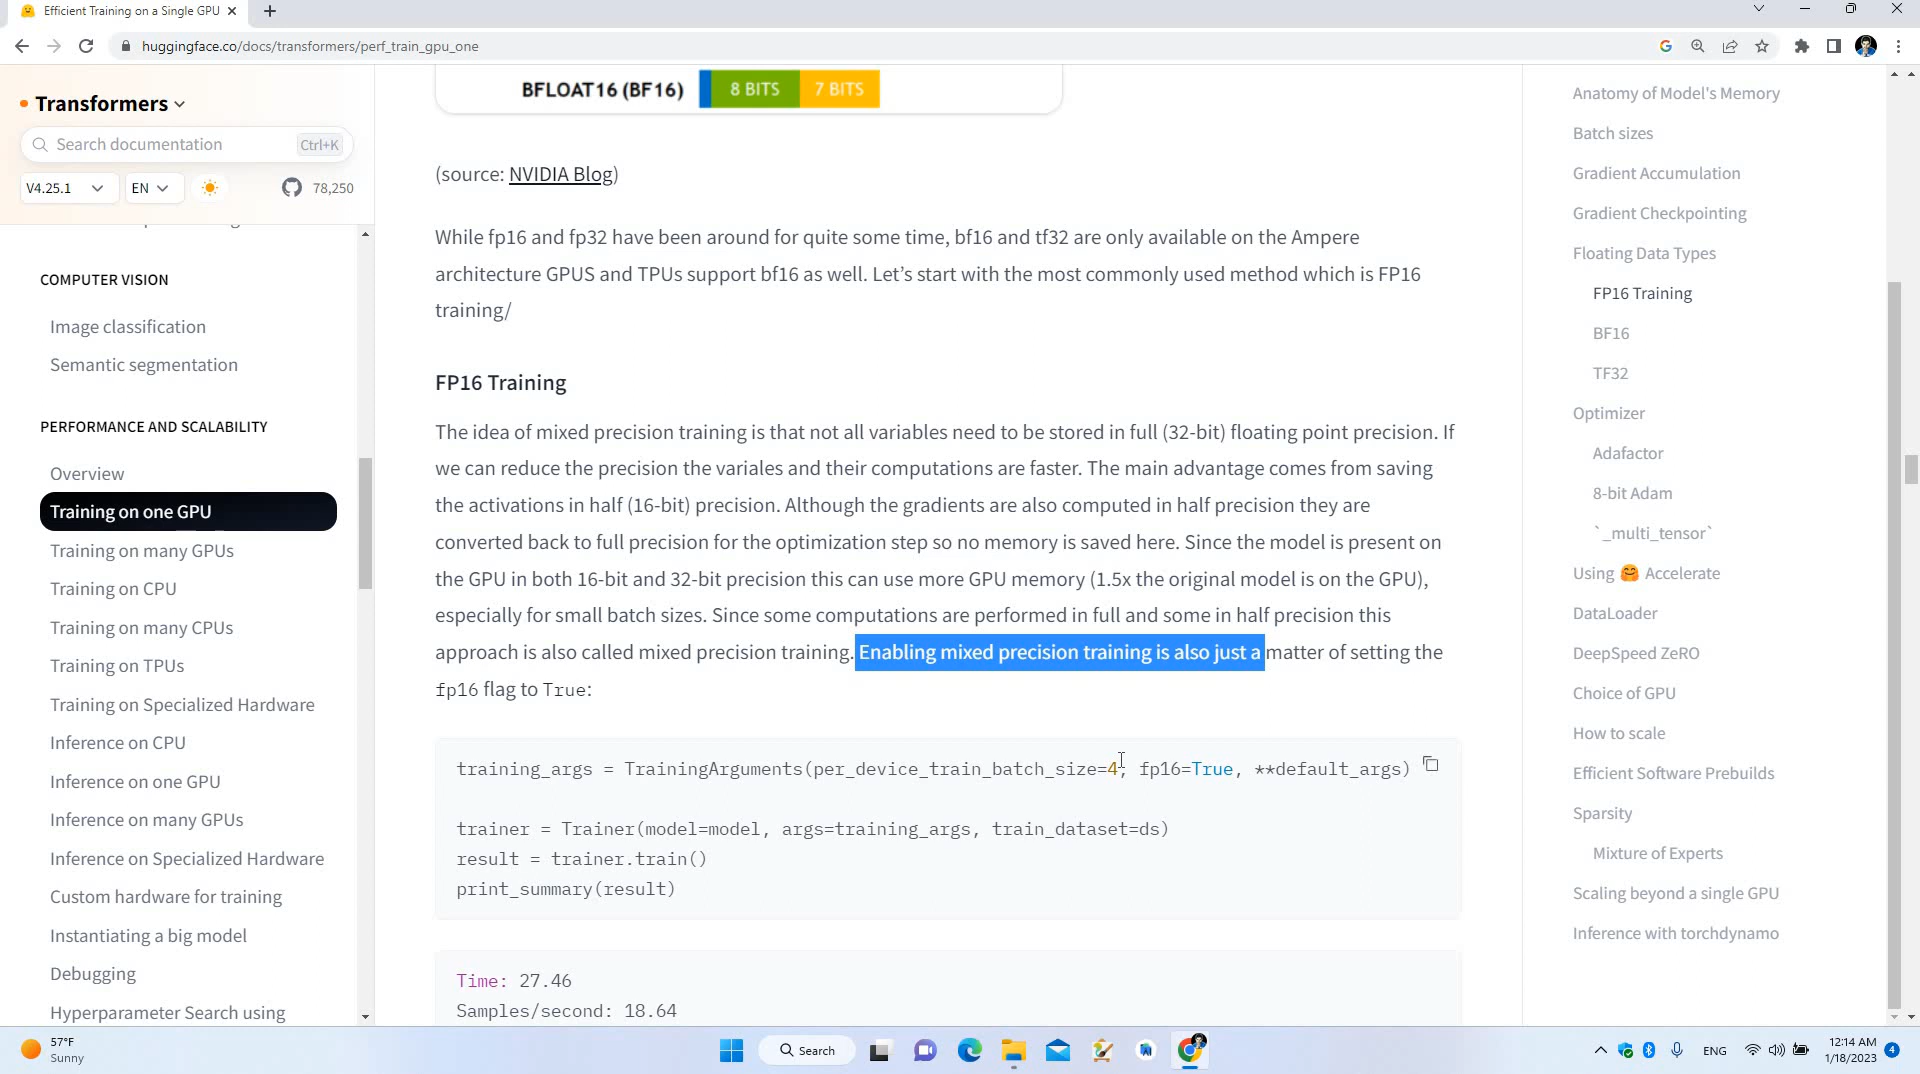 Efficient Training on a Single GPU
huggingface.co/docs/transformers/perf_train_gpu_one
Transformers
Search documentation Ctrl+K
V4.25.1 EN 78,250
COMPUTER VISION
Image classification
Semantic segmentation
PERFORMANCE AND SCALABILITY
Overview
Training on one GPU
Training on many GPUs
Training on CPU
Training on many CPUs
Training on TPUs
Training on Specialized Hardware
Inference on CPU
Inference on one GPU
Inference on many GPUs
Inference on Specialized Hardware
Custom hardware for training
Instantiating a big model
Debugging
Hyperparameter Search using
BFLOAT16 (BF16) 8 BITS 7 BITS
(source: NVIDIA Blog)
While fp16 and fp32 have been around for quite some time, bf16 and tf32 are only available on the Ampere
architecture GPUS and TPUs support bf16 as well. Let's start with the most commonly used method which is FP16
training/
FP16 Training
The idea of mixed precision training is that not all variables need to be stored in full (32-bit) floating point precision. If
we can reduce the precision the variales and their computations are faster. The main advantage comes from saving
the activations in half (16-bit) precision. Although the gradients are also computed in half precision they are
converted back to full precision for the optimization step so no memory is saved here. Since the model is present on
the GPU in both 16-bit and 32-bit precision this can use more GPU memory (1.5x the original model is on the GPU),
especially for small batch sizes. Since some computations are performed in full and some in half precision this
approach is also called mixed precision training. Enabling mixed precision training is also just a matter of setting the
fp16 flag to True:
training_args = TrainingArguments(per_device_train_batch_size=4, fp16=True, **default_args)
trainer = Trainer(model=model, args=training_args, train_dataset=ds)
result = trainer.train()
print_summary(result)
Time: 27.46
Samples/second: 18.64
Anatomy of Model's Memory
Batch sizes
Gradient Accumulation
Gradient Checkpointing
Floating Data Types
FP16 Training
BF16
TF32
Optimizer
Adafactor
8-bit Adam
`_multi_tensor`
Using 🤗 Accelerate
DataLoader
DeepSpeed ZeRO
Choice of GPU
How to scale
Efficient Software Prebuilds
Sparsity
Mixture of Experts
Scaling beyond a single GPU
Inference with torchdynamo
57°F
Sunny
Search
ENG
12:14 AM
1/18/2023
4